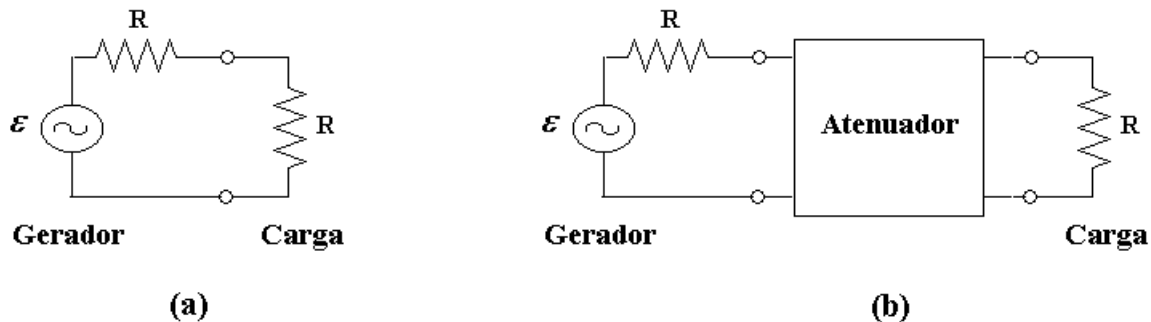 R
ε
R
Gerador
Carga
(a)
R
ε
Atenuador
R
Gerador
Carga
(b)